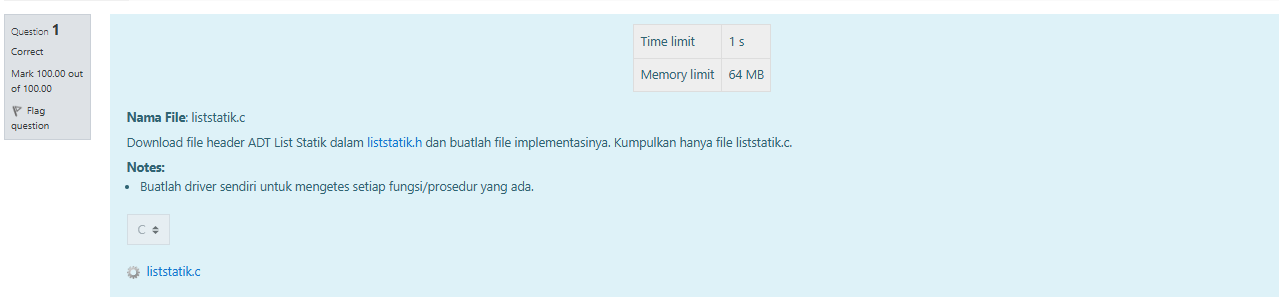 Question 1
Correct
Mark 100.00 out
of 100.00
Flag
question
Time limit 1 s
Memory limit 64 MB
Nama File: liststatik.c
Download file header ADT List Statik dalam liststatik.h dan buatlah file implementasinya. Kumpulkan hanya file liststatik.c.
Notes:
• Buatlah driver sendiri untuk mengetes setiap fungsi/prosedur yang ada.
C
liststatik.c